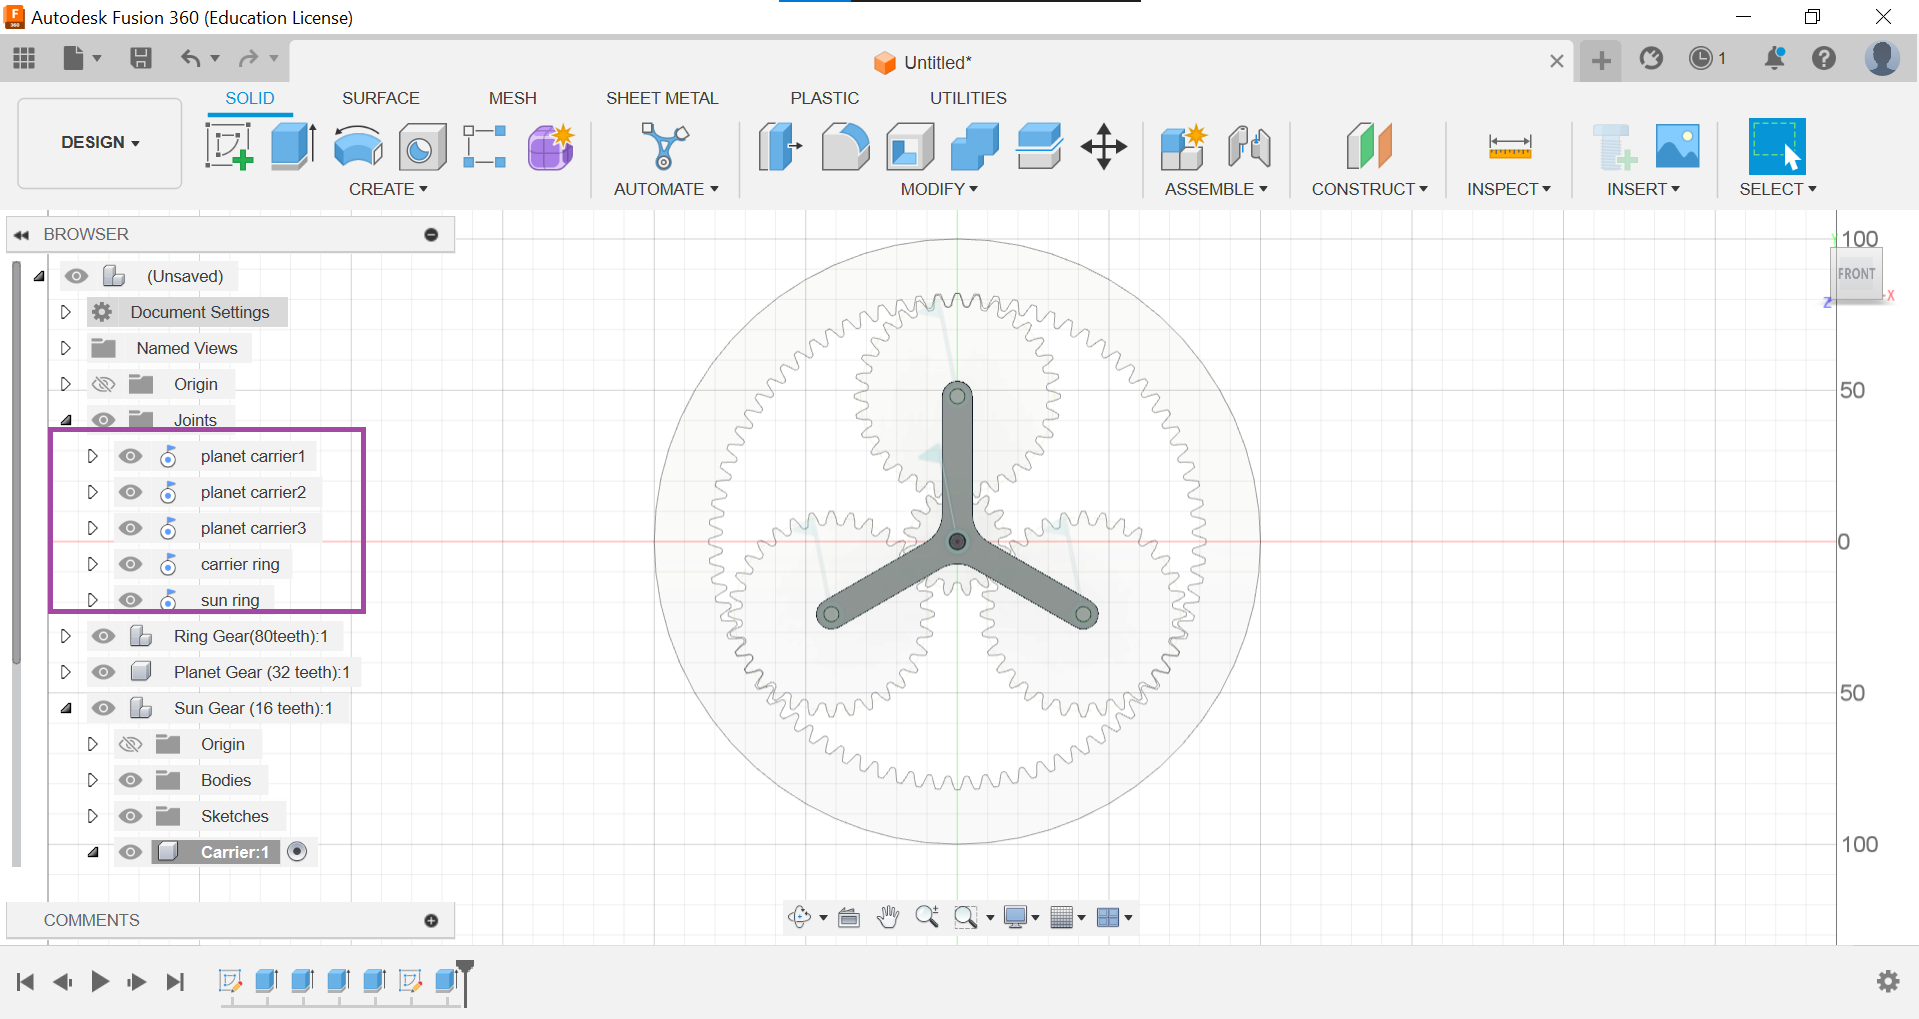 Autodesk Fusion 360 (Education License)
Untitled*
1
DESIGN
SOLID
SURFACE
MESH
SHEET METAL
PLASTIC
UTILITIES
CREATE
AUTOMATE
MODIFY
ASSEMBLE
CONSTRUCT
INSPECT
INSERT
SELECT
BROWSER
(Unsaved)
Document Settings
Named Views
Origin
Joints
planet carrier1
planet carrier2
planet carrier3
carrier ring
sun ring
Ring Gear(80teeth):1
Planet Gear (32 teeth):1
Sun Gear (16 teeth):1
Origin
Bodies
Sketches
Carrier:1
COMMENTS
100
50
0
50
100
Y
FRONT
X
Z